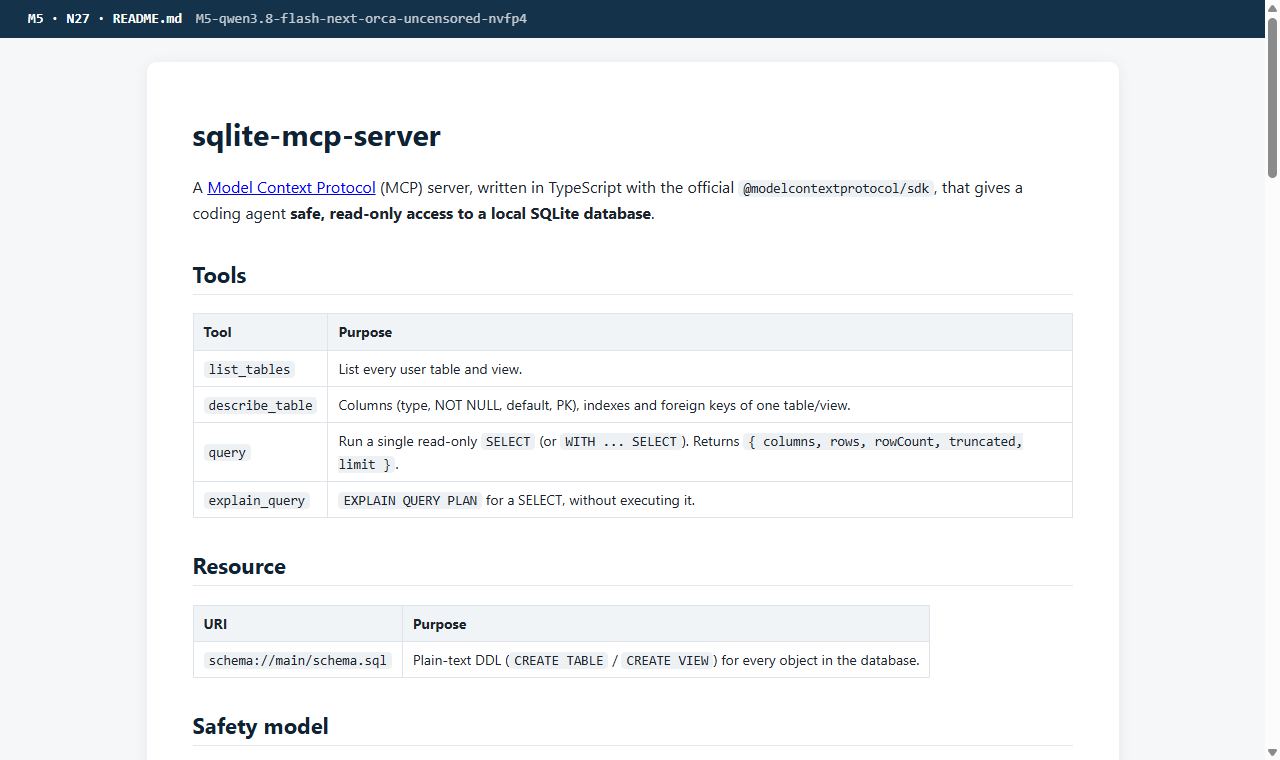 M5 • N27 • README.md M5-qwen3.8-flash-next-orca-uncensored-nvfp4
sqlite-mcp-server
A Model Context Protocol (MCP) server, written in TypeScript with the official @modelcontextprotocol/sdk, that gives a
coding agent safe, read-only access to a local SQLite database.
Tools
Tool Purpose
list_tables List every user table and view.
describe_table Columns (type, NOT NULL, default, PK), indexes and foreign keys of one table/view.
query Run a single read-only SELECT (or WITH ... SELECT). Returns { columns, rows, rowCount, truncated,
limit }.
explain_query EXPLAIN QUERY PLAN for a SELECT, without executing it.
Resource
URI Purpose
schema://main/schema.sql Plain-text DDL (CREATE TABLE / CREATE VIEW) for every object in the database.
Safety model